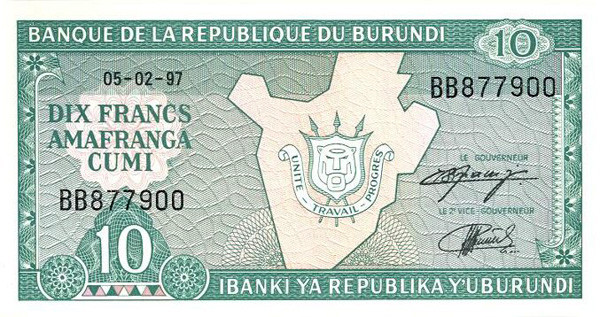 BANQUE DE LA REPUBLIQUE DU BURUNDI
10
05-02-97
BB877900
DIX FRANCS
AMAFRANGA
CUMI
LE GOUVERNEUR
UNITE - TRAVAIL - PROGRES
BB877900
LE 2e VICE-GOUVERNEUR
10
IBANKI YA REPUBLIKA Y'UBURUNDI